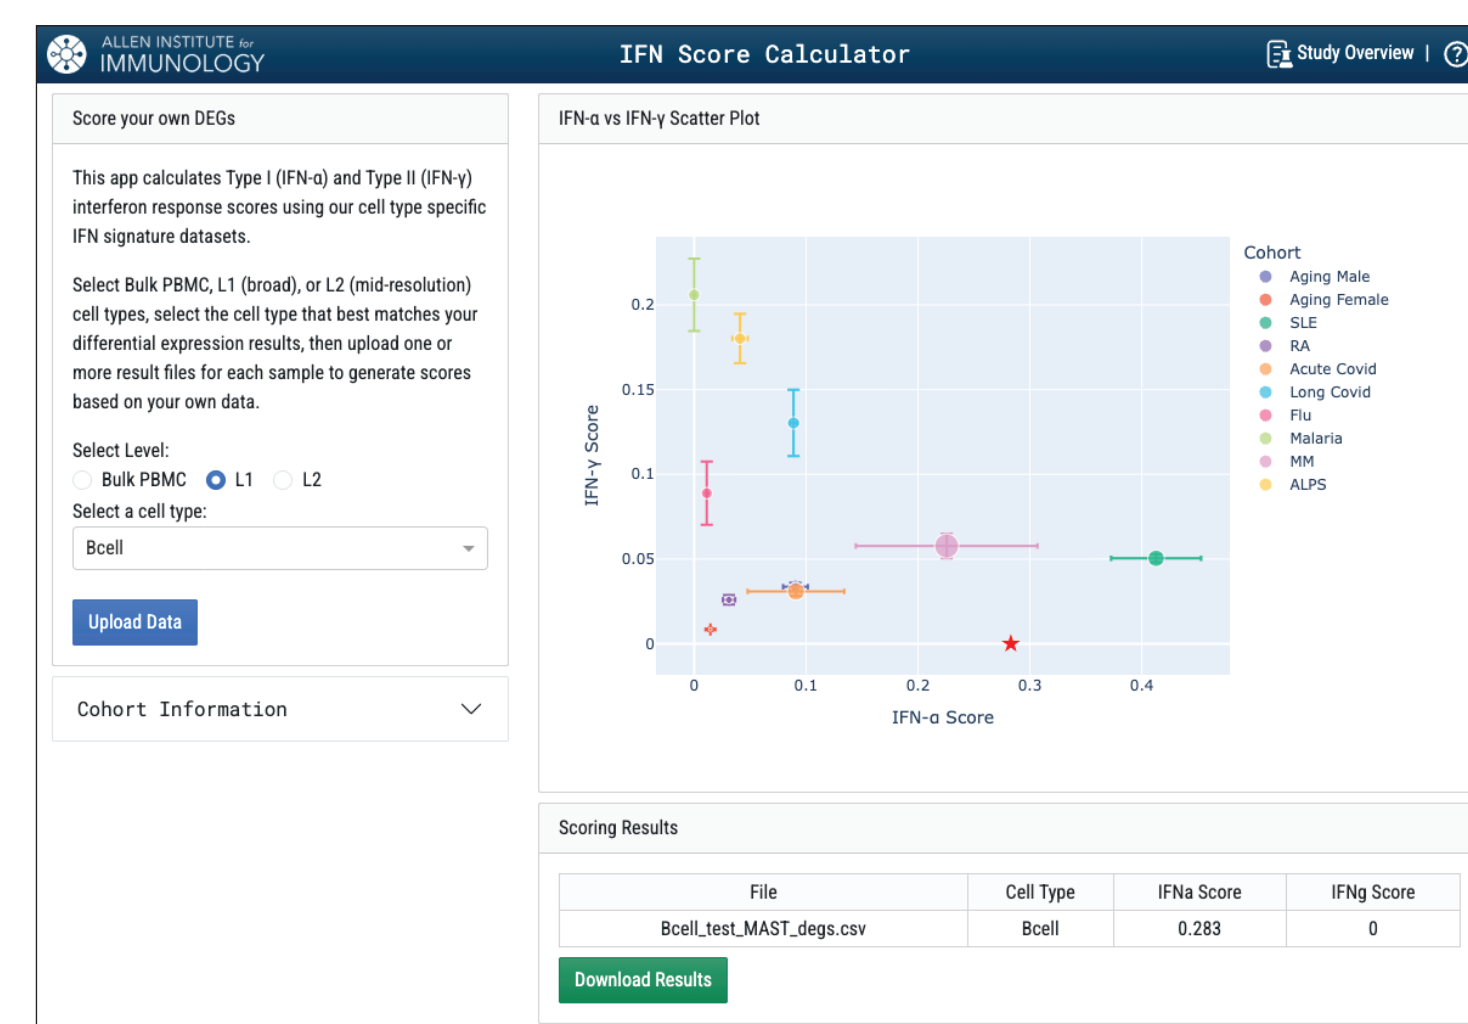 ALLEN INSTITUTE for
IMMUNOLOGY
IFN Score Calculator
Study Overview | ?
Score your own DEGs
This app calculates Type I (IFN-α) and Type II (IFN-γ)
interferon response scores using our cell type specific
IFN signature datasets.
Select Bulk PBMC, L1 (broad), or L2 (mid-resolution)
cell types, select the cell type that best matches your
differential expression results, then upload one or
more result files for each sample to generate scores
based on your own data.
Select Level:
Bulk PBMC L1 L2
Select a cell type:
Bcell
Upload Data
Cohort Information
IFN-α vs IFN-γ Scatter Plot
IFN-γ Score
0.2
0.15
0.1
0.05
0
0 0.1 0.2 0.3 0.4
IFN-α Score
Cohort
Aging Male
Aging Female
SLE
RA
Acute Covid
Long Covid
Flu
Malaria
MM
ALPS
Scoring Results
File Cell Type IFNa Score IFNg Score
Bcell_test_MAST_degs.csv Bcell 0.283 0
Download Results